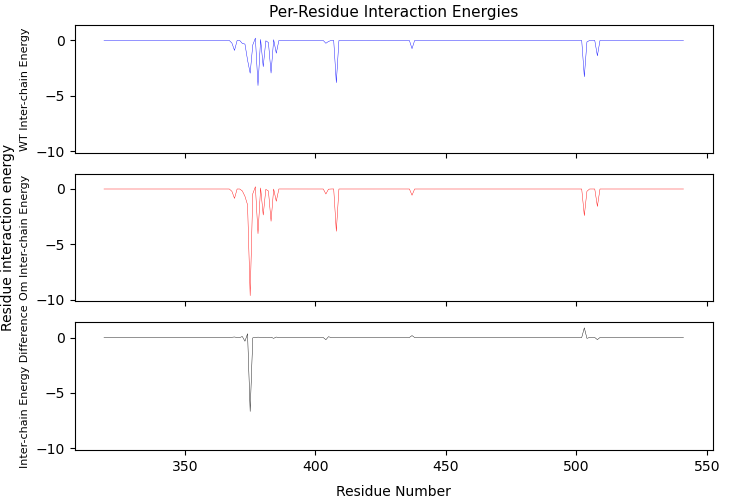 Per-Residue Interaction Energies
WT Inter-chain Energy
0
−5
−10
Residue interaction energy
Om Inter-chain Energy
0
−5
−10
Inter-chain Energy Difference
0
−5
−10
350 400 450 500 550
Residue Number